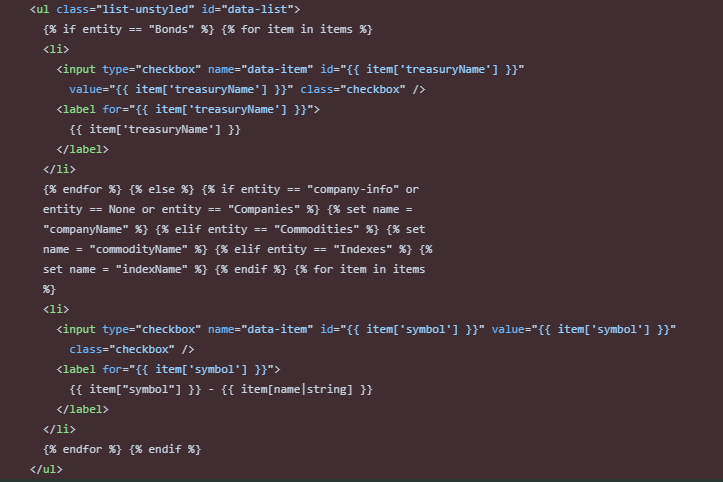 <ul class="list-unstyled" id="data-list">
{% if entity == "Bonds" %} {% for item in items %}
<li>
<input type="checkbox" name="data-item" id="{{ item['treasuryName'] }}"
value="{{ item['treasuryName'] }}" class="checkbox" />
<label for="{{ item['treasuryName'] }}">
{{ item['treasuryName'] }}
</label>
</li>
{% endfor %} {% else %} {% if entity == "company-info" or
entity == None or entity == "Companies" %} {% set name =
"companyName" %} {% elif entity == "Commodities" %} {% set
name = "commodityName" %} {% elif entity == "Indexes" %} {%
set name = "indexName" %} {% endif %} {% for item in items
%}
<li>
<input type="checkbox" name="data-item" id="{{ item['symbol'] }}" value="{{ item['symbol'] }}"
class="checkbox" />
<label for="{{ item['symbol'] }}">
{{ item["symbol"] }} - {{ item[name|string] }}
</label>
</li>
{% endfor %} {% endif %}
</ul>